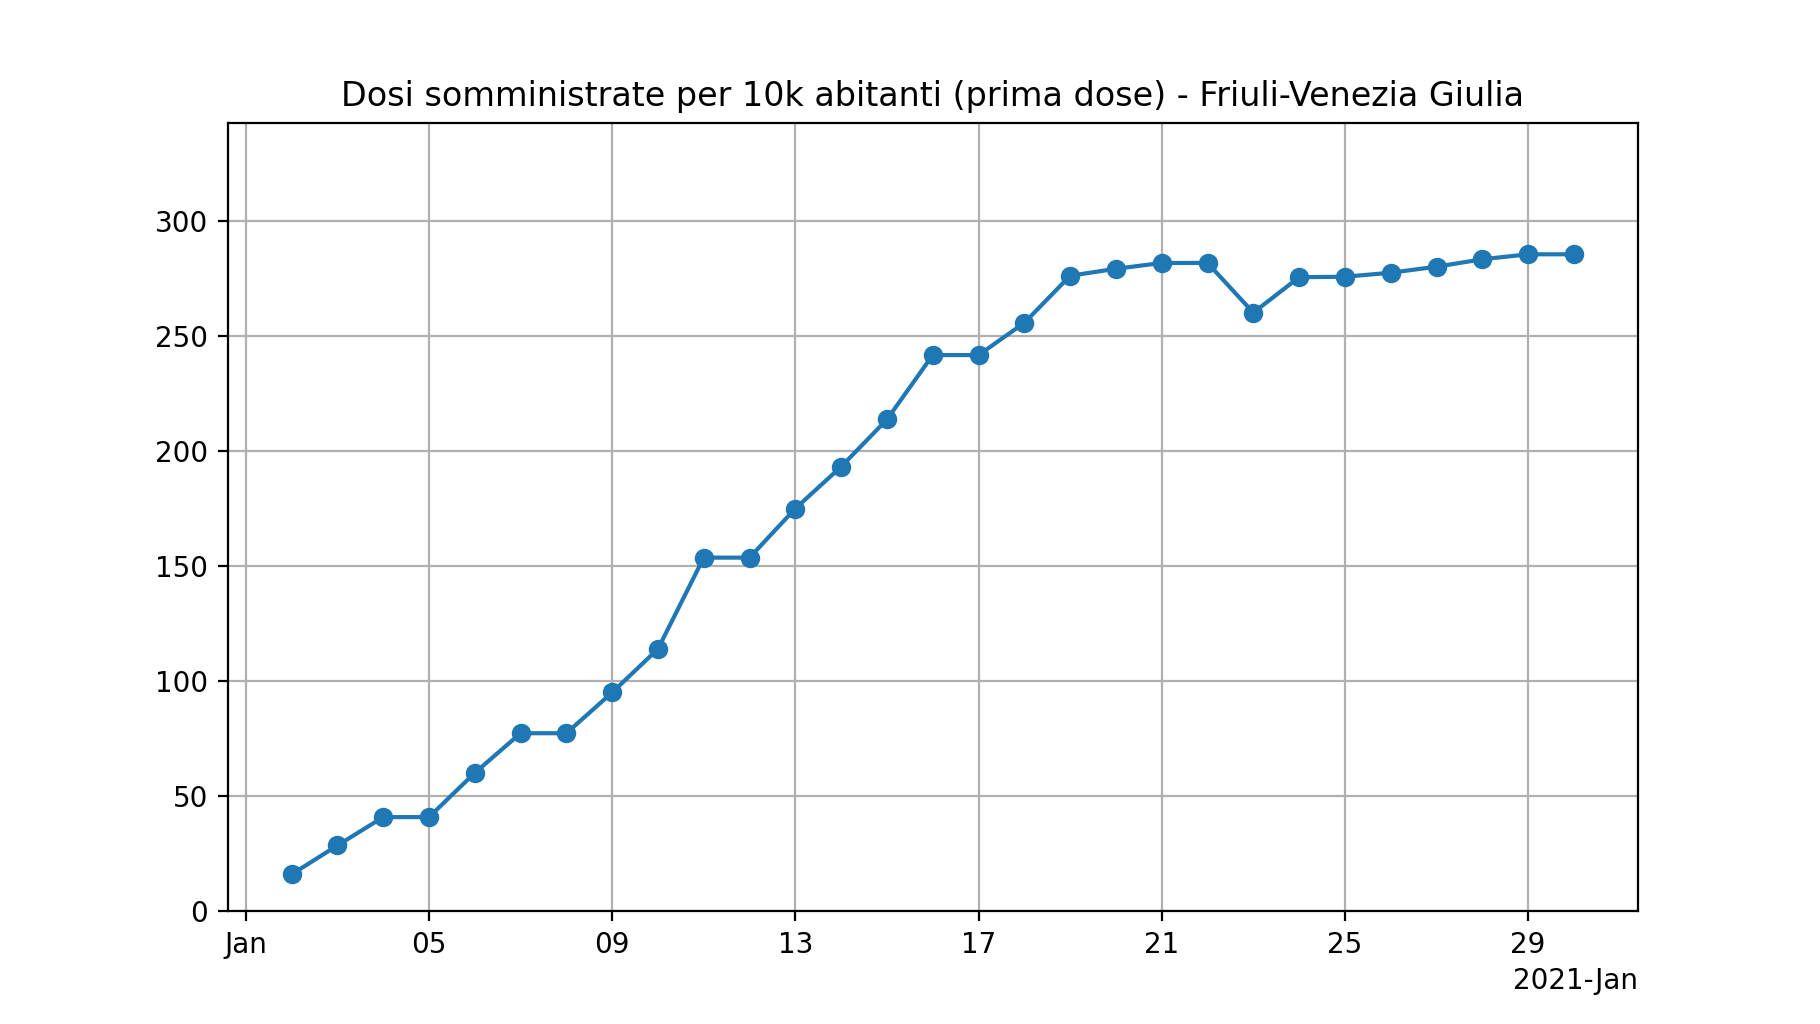 Dosi somministrate per 10k abitanti (prima dose) - Friuli-Venezia Giulia
300
250
200
150
100
50
0
Jan 05 09 13 17 21 25 29
2021-Jan